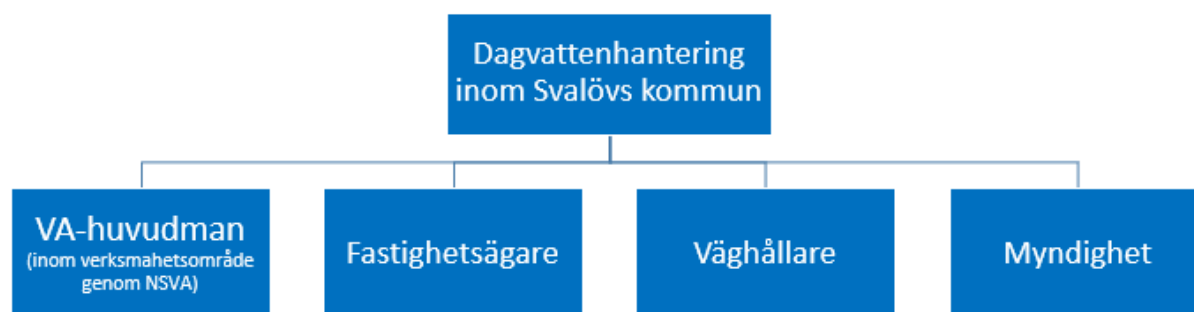 Dagvattenhantering
inom Svalövs kommun
VA-huvudman
(inom verksmahetsområde
genom NSVA)
Fastighetsägare
Väghållare
Myndighet